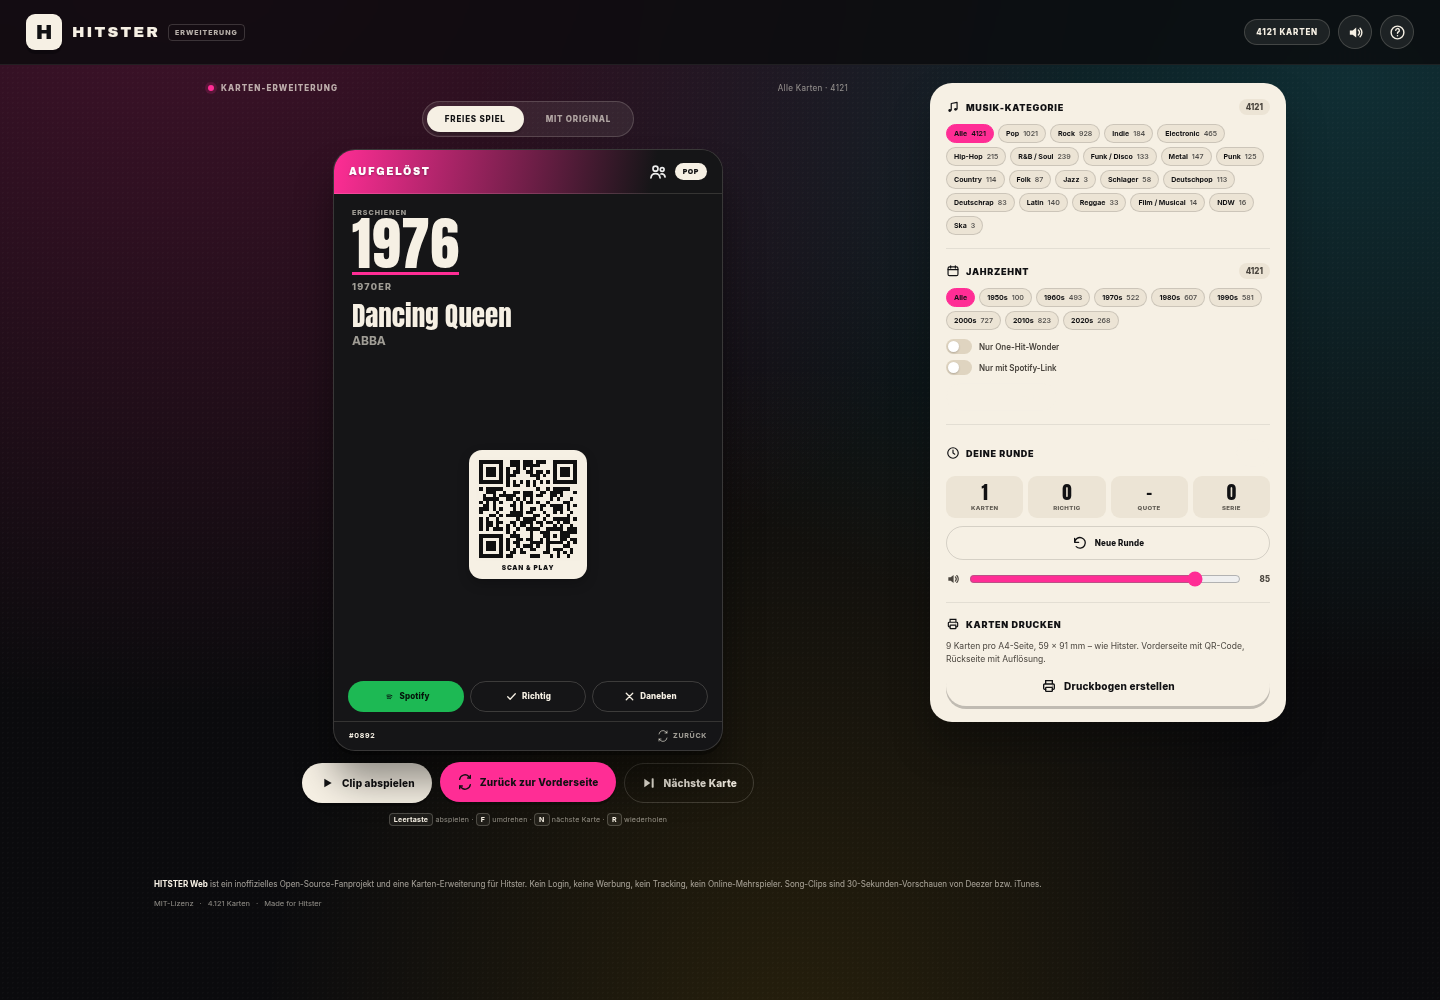 H HITSTER ERWEITERUNG
4121 KARTEN
KARTEN-ERWEITERUNG
Alle Karten · 4121
FREIES SPIEL MIT ORIGINAL
AUFGELÖST
POP
ERSCHIENEN
1976
1970ER
Dancing Queen
ABBA
SCAN & PLAY
Spotify Richtig Daneben
#0892 ZURÜCK
Clip abspielen Zurück zur Vorderseite Nächste Karte
Leertaste abspielen · F umdrehen · N nächste Karte · R wiederholen
MUSIK-KATEGORIE 4121
Alle 4121 Pop 1021 Rock 928 Indie 184 Electronic 465
Hip-Hop 215 R&B / Soul 239 Funk / Disco 133 Metal 147 Punk 125
Country 114 Folk 87 Jazz 3 Schlager 58 Deutschpop 113
Deutschrap 83 Latin 140 Reggae 33 Film / Musical 14 NDW 16
Ska 3
JAHRZEHNT 4121
Alle 1950s 100 1960s 493 1970s 522 1980s 607 1990s 581
2000s 727 2010s 823 2020s 268
Nur One-Hit-Wonder
Nur mit Spotify-Link
DEINE RUNDE
1 0 - 0
KARTEN RICHTIG QUOTE SERIE
Neue Runde
85
KARTEN DRUCKEN
9 Karten pro A4-Seite, 59 × 91 mm – wie Hitster. Vorderseite mit QR-Code,
Rückseite mit Auflösung.
Druckbogen erstellen
HITSTER Web ist ein inoffizielles Open-Source-Fanprojekt und eine Karten-Erweiterung für Hitster. Kein Login, keine Werbung, kein Tracking, kein Online-Mehrspieler. Song-Clips sind 30-Sekunden-Vorschauen von Deezer bzw. iTunes.
MIT-Lizenz · 4.121 Karten · Made for Hitster